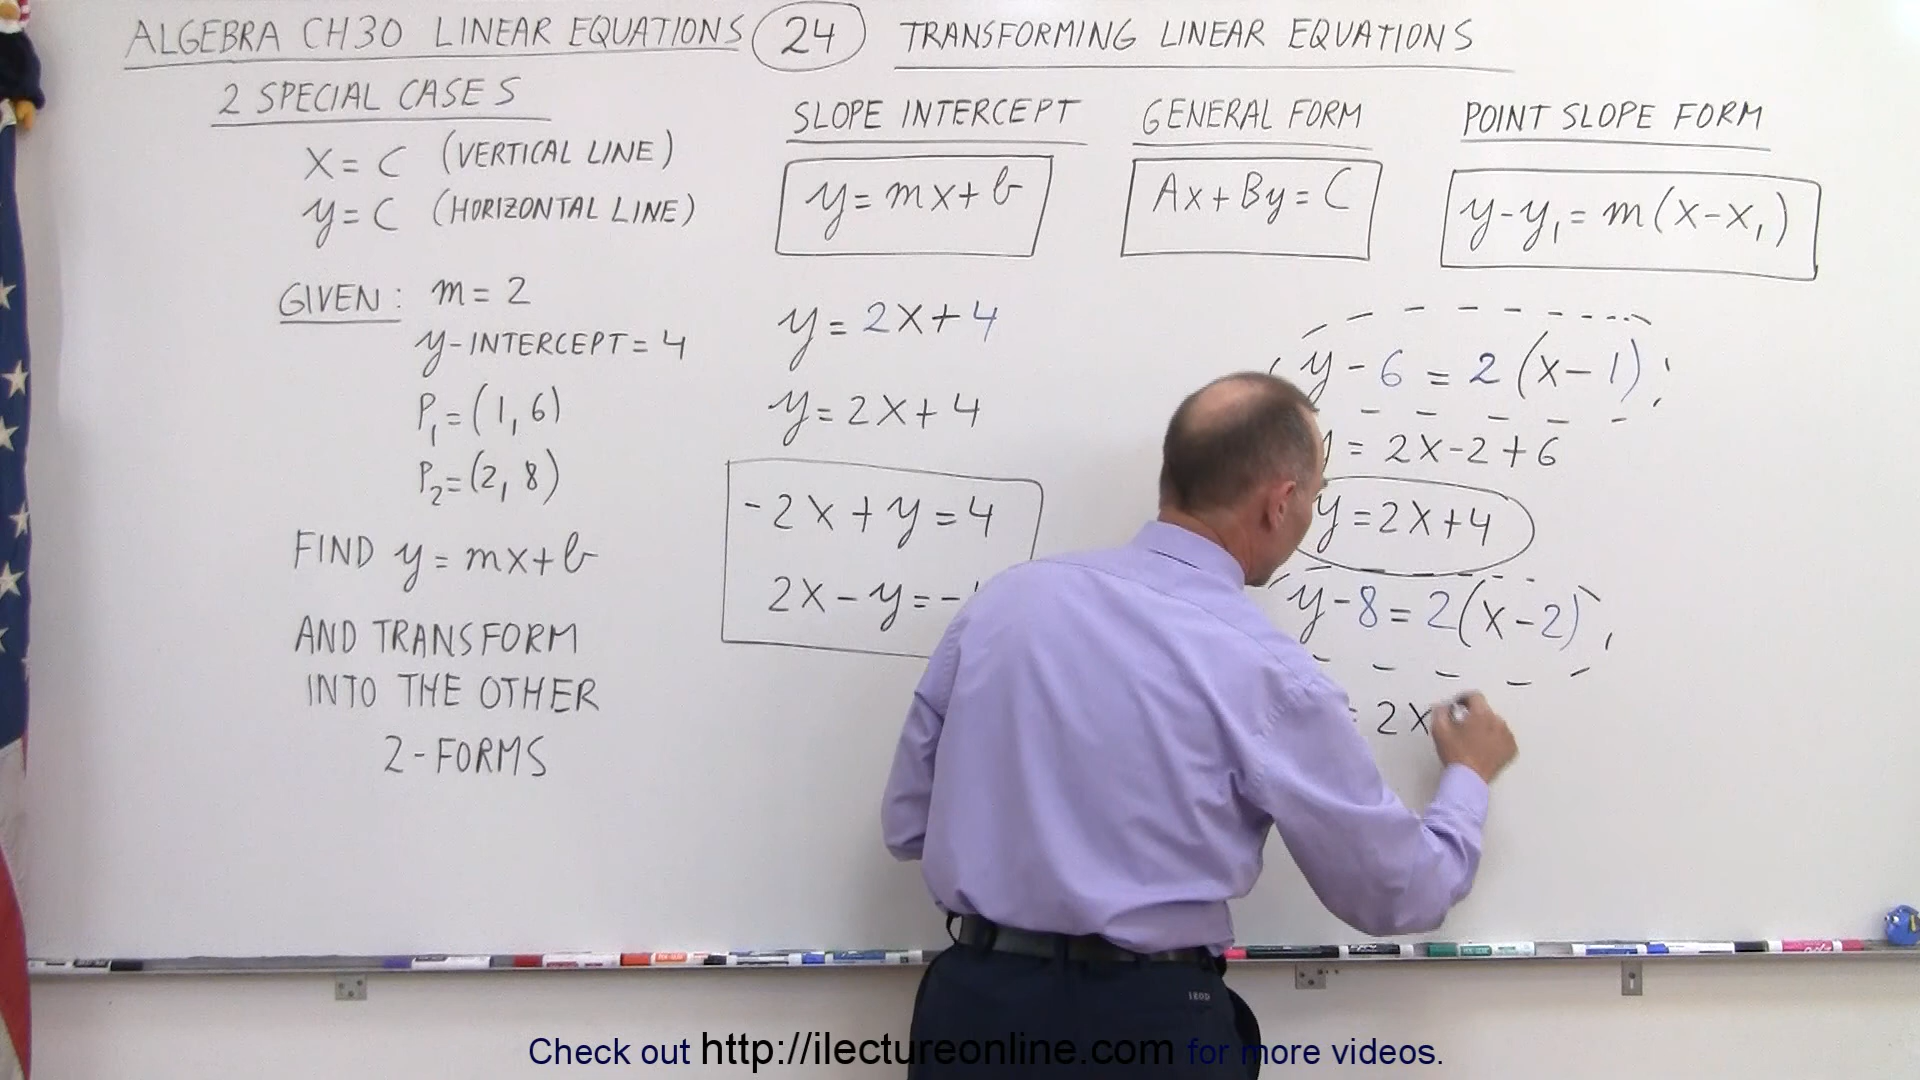 ALGEBRA CH30 LINEAR EQUATIONS 24 TRANSFORMING LINEAR EQUATIONS
2 SPECIAL CASES
X = C (VERTICAL LINE)
y = C (HORIZONTAL LINE)
GIVEN: m = 2
y-INTERCEPT = 4
P₁ = (1, 6)
P₂ = (2, 8)
FIND y = mx + b
AND TRANSFORM
INTO THE OTHER
2-FORMS
SLOPE INTERCEPT
y = mx + b
y = 2x + 4
y = 2x + 4
-2x + y = 4
2x - y = -
GENERAL FORM
Ax + By = C
POINT SLOPE FORM
y - y₁ = m(x - x₁)
y - 6 = 2(x - 1)
y = 2x - 2 + 6
y = 2x + 4
y - 8 = 2(x - 2)
= 2x
IZOD
Check out http://ilectureonline.com for more videos.